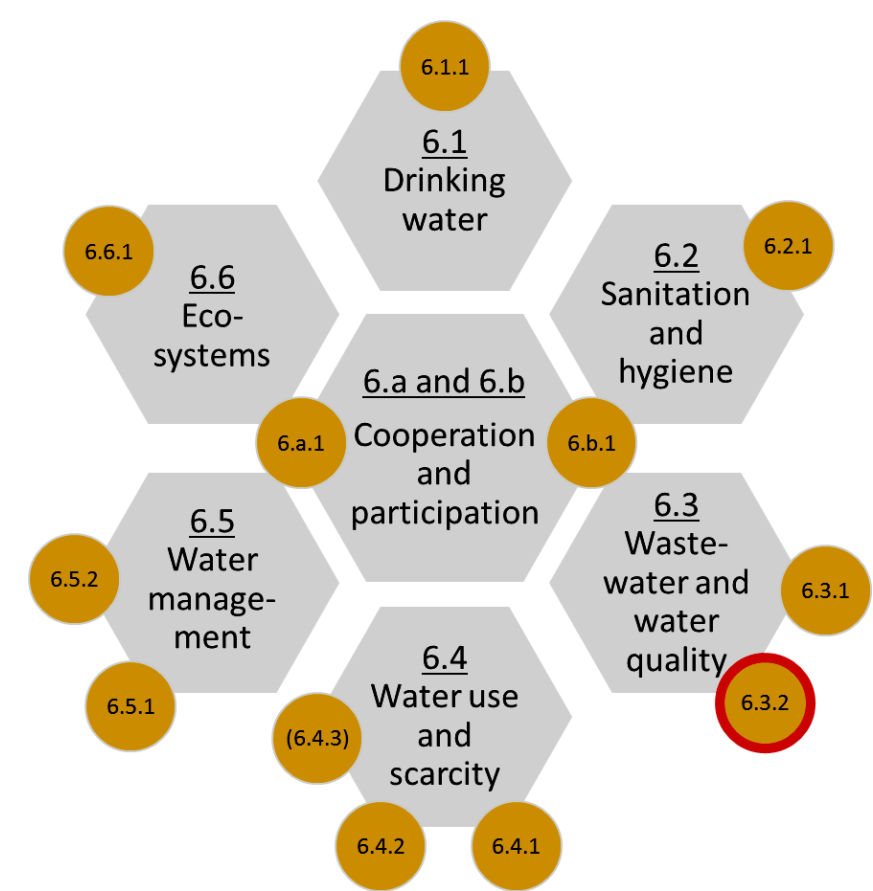 6.1.1
6.1
Drinking
water
6.6.1
6.6
Eco-
systems
6.2.1
6.2
Sanitation
and
hygiene
6.a.1
6.a and 6.b
Cooperation
and
participation
6.b.1
6.5.2
6.5
Water
manage-
ment
6.5.1
6.3
Waste-
water and
water
quality
6.3.1
6.3.2
6.4
Water use
and
scarcity
(6.4.3)
6.4.2
6.4.1